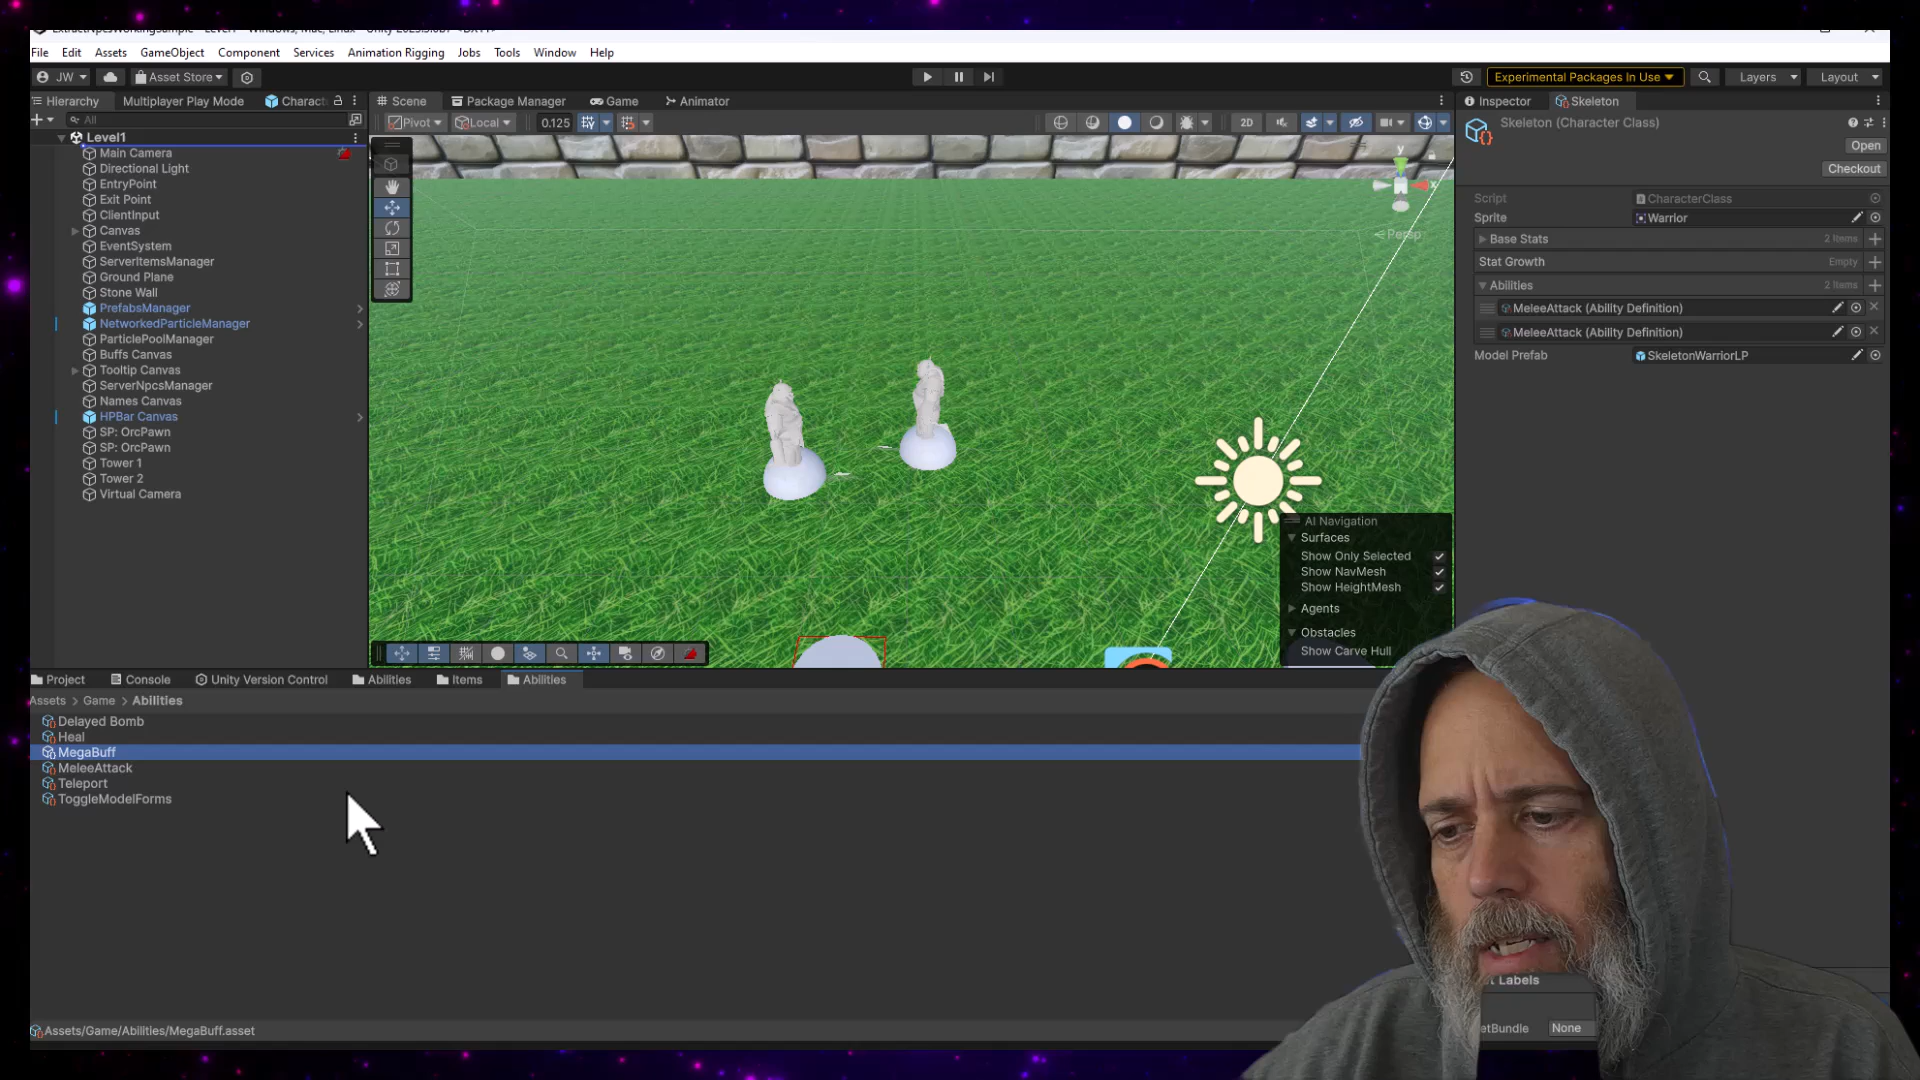 File Edit Assets GameObject Component Services Animation Rigging Jobs Tools Window Help
JW Asset Store Experimental Packages In Use Layers Layout
Hierarchy Multiplayer Play Mode Charact Scene Package Manager Game Animator Inspector Skeleton
All Pivot Local 0.125 2D Skeleton (Character Class)
Level1
Main Camera
Directional Light
EntryPoint
Exit Point
ClientInput
Canvas
EventSystem
ServerItemsManager
Ground Plane
Stone Wall
PrefabsManager
NetworkedParticleManager
ParticlePoolManager
Buffs Canvas
Tooltip Canvas
ServerNpcsManager
Names Canvas
HPBar Canvas
SP: OrcPawn
SP: OrcPawn
Tower 1
Tower 2
Virtual Camera
y
x
Persp
AI Navigation
Surfaces
Show Only Selected
Show NavMesh
Show HeightMesh
Agents
Obstacles
Show Carve Hull
Open
Checkout
Script CharacterClass
Sprite Warrior
Base Stats 2 Items
Stat Growth Empty
Abilities 2 Items
MeleeAttack (Ability Definition)
MeleeAttack (Ability Definition)
Model Prefab SkeletonWarriorLP
Project Console Unity Version Control Abilities Items Abilities
Assets > Game > Abilities
Delayed Bomb
Heal
MegaBuff
MeleeAttack
Teleport
ToggleModelForms
Assets/Game/Abilities/MegaBuff.asset
t Labels
etBundle None